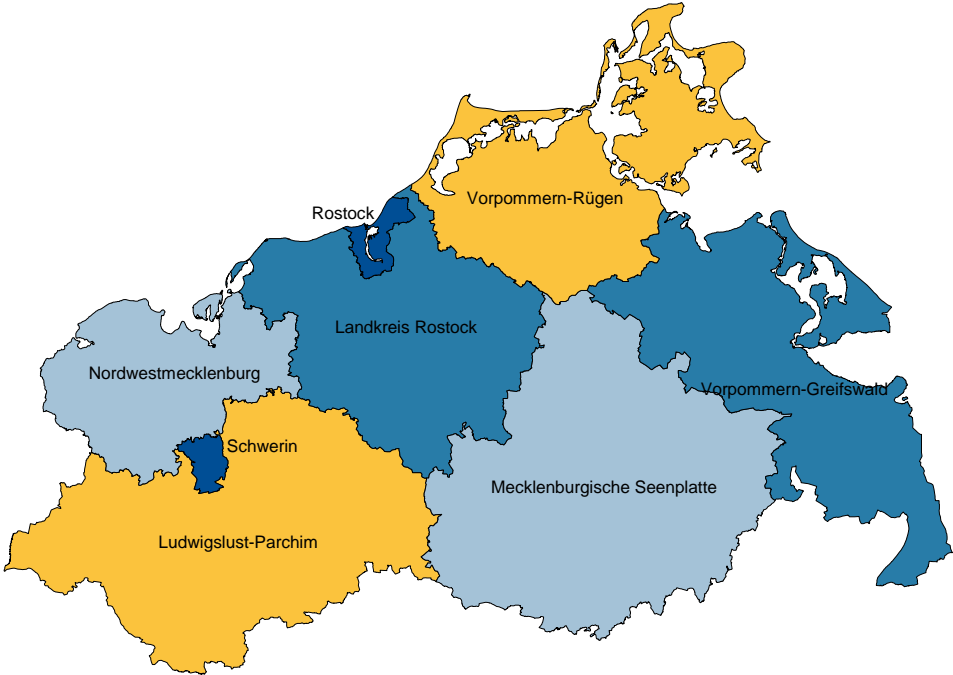 Vorpommern-Rügen
Rostock
Landkreis Rostock
Nordwestmecklenburg
Vorpommern-Greifswald
Schwerin
Mecklenburgische Seenplatte
Ludwigslust-Parchim